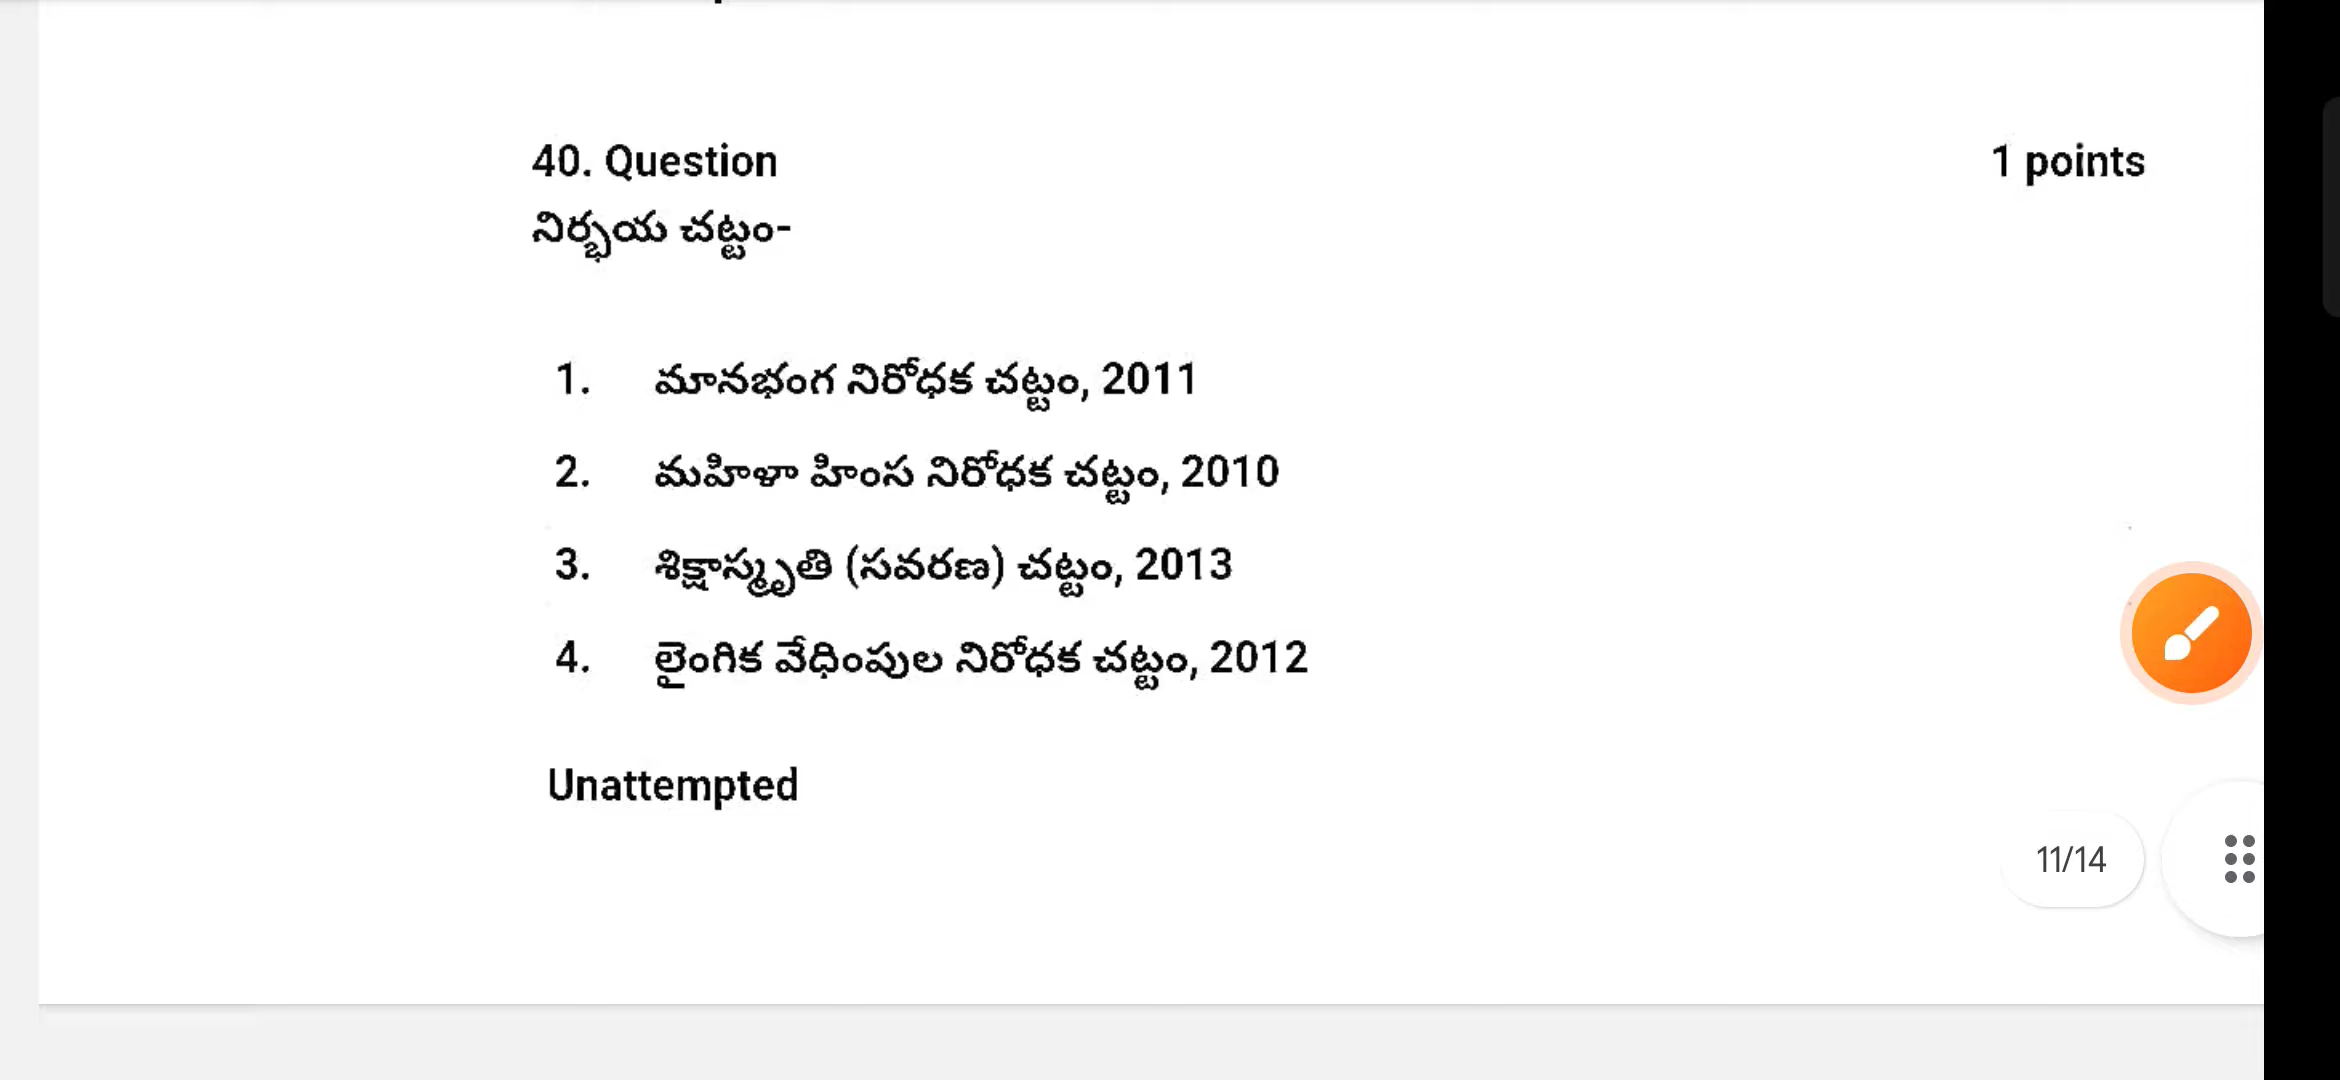 40. Question 1 points
నిర్భయ చట్టం-
1. మానభంగ నిరోధక చట్టం, 2011
2. మహిళా హింస నిరోధక చట్టం, 2010
3. శిక్షాస్మృతి (సవరణ) చట్టం, 2013
4. లైంగిక వేధింపుల నిరోధక చట్టం, 2012
Unattempted
11/14